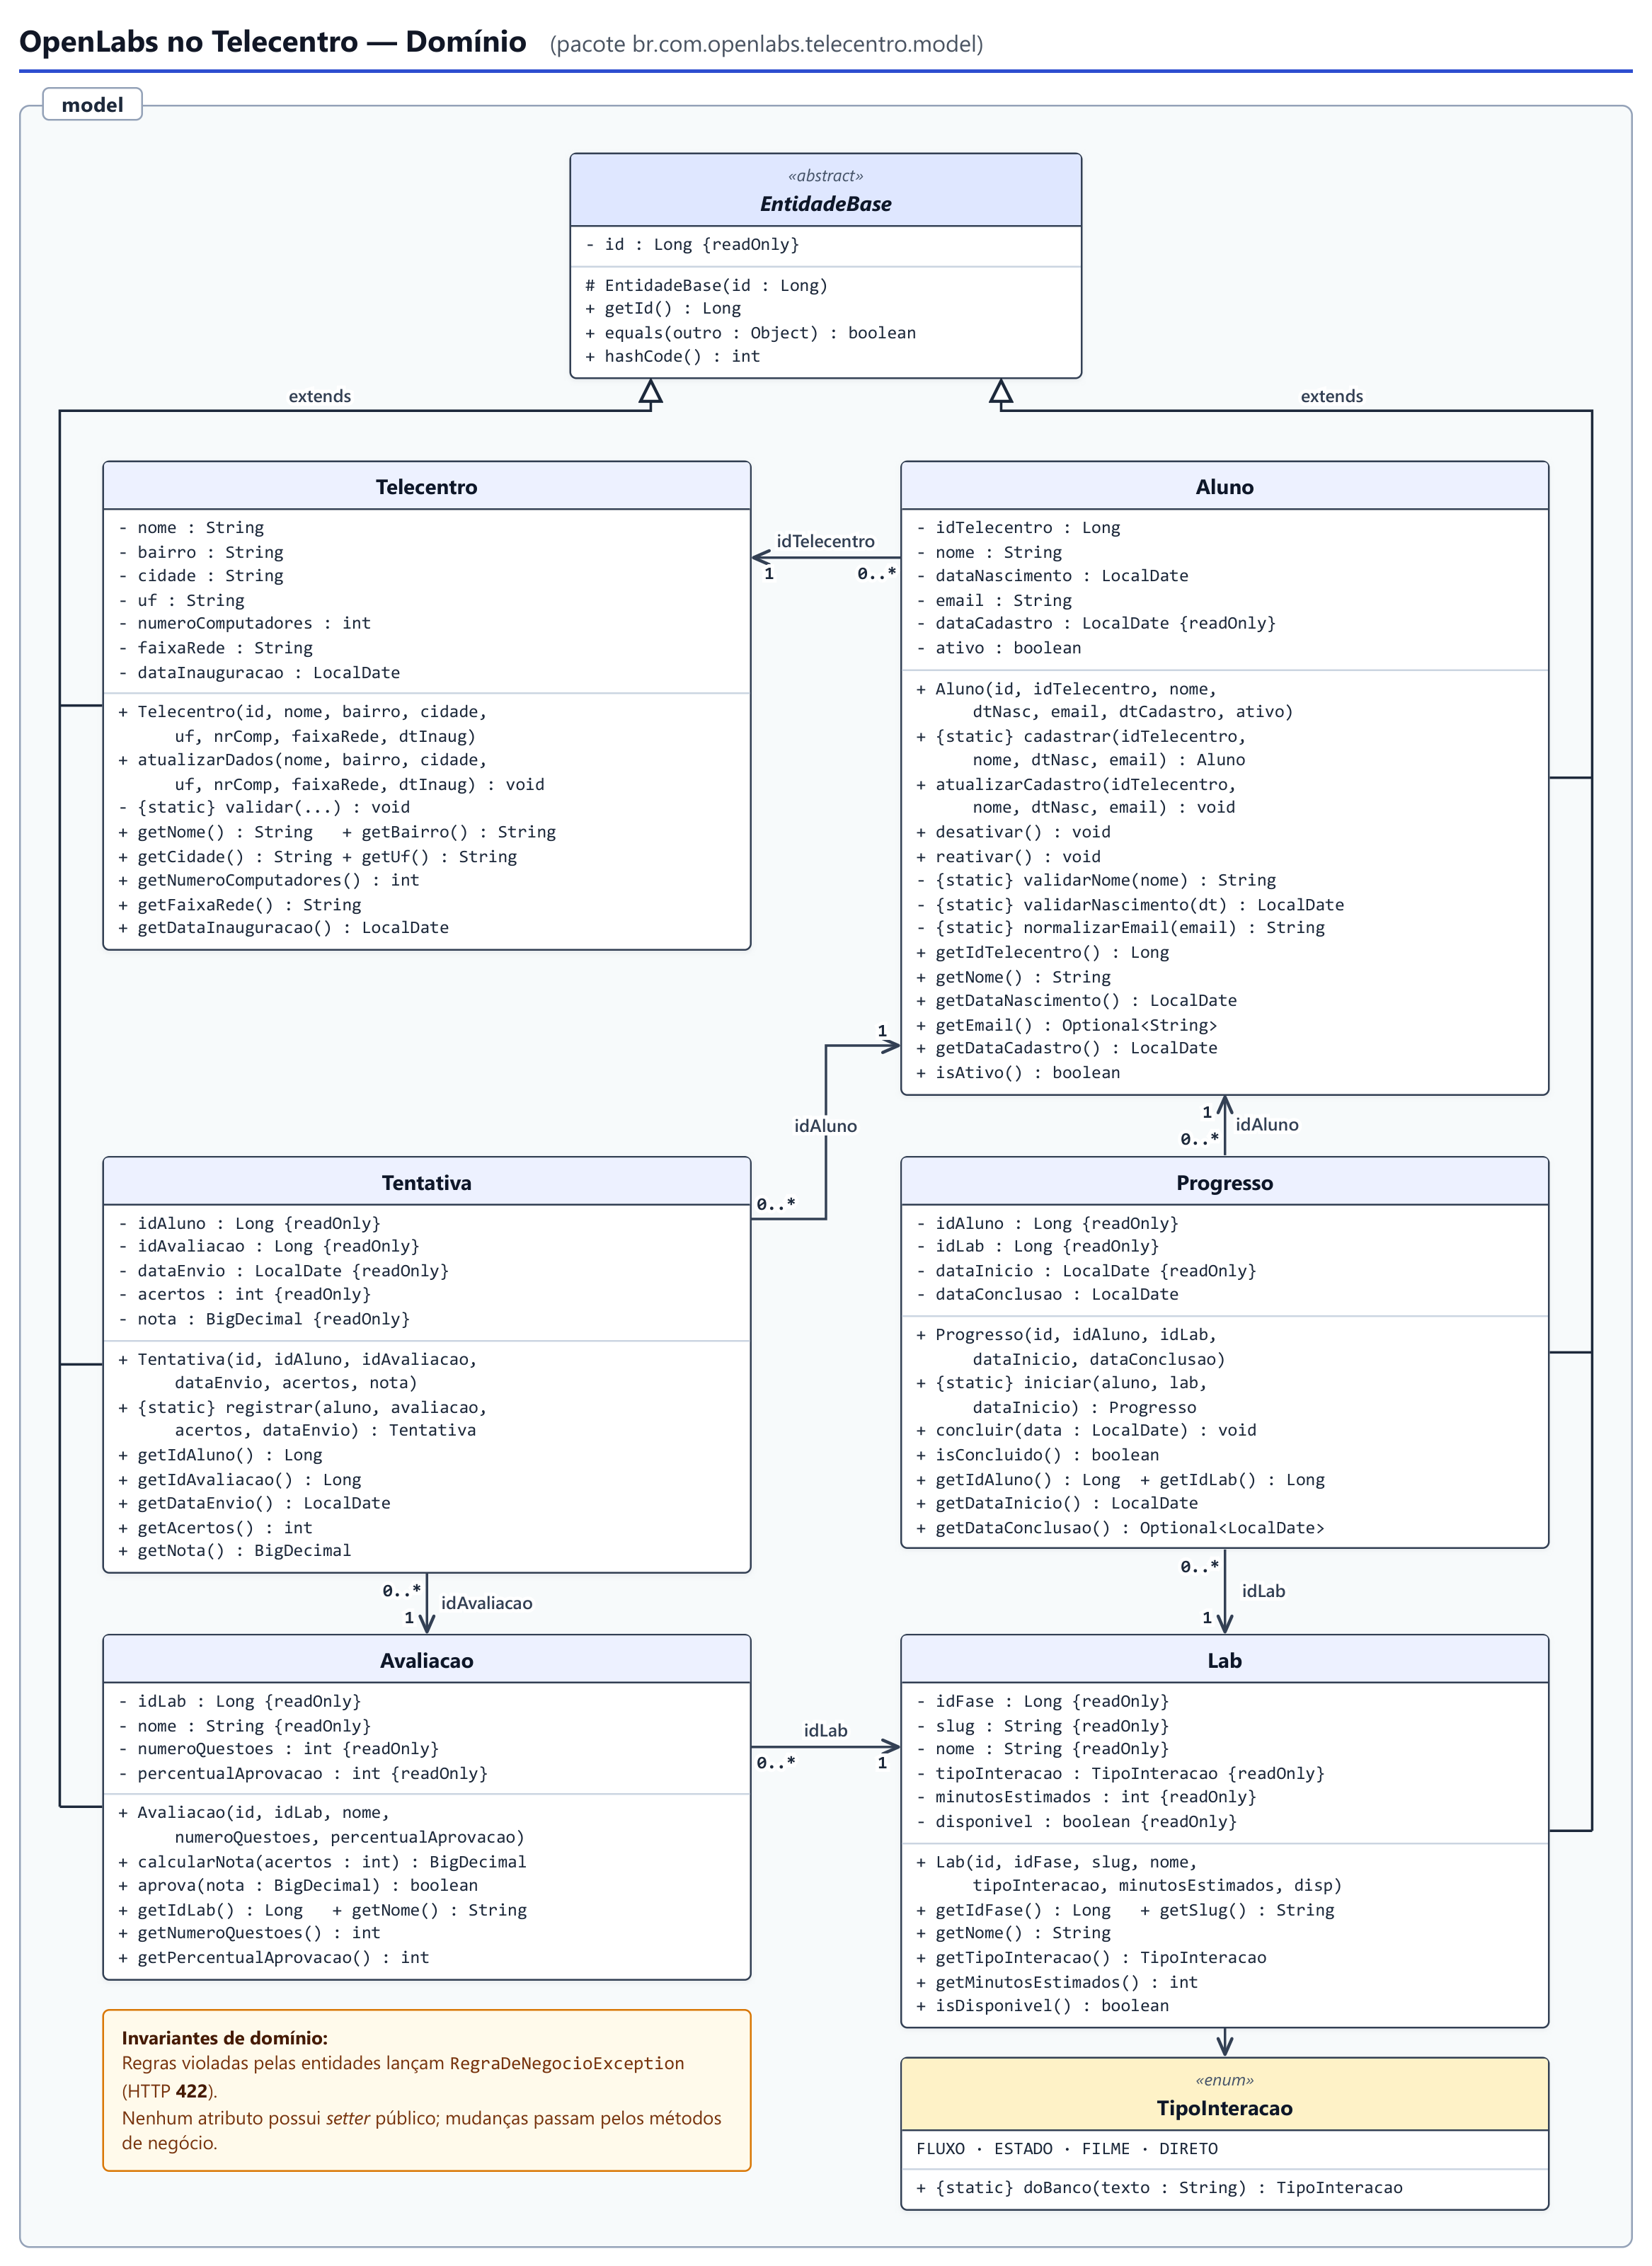 OpenLabs no Telecentro — Domínio (pacote br.com.openlabs.telecentro.model)
model
«abstract»
EntidadeBase
- id : Long {readOnly}
# EntidadeBase(id : Long)
+ getId() : Long
+ equals(outro : Object) : boolean
+ hashCode() : int
extends
extends
Telecentro
- nome : String
- bairro : String
- cidade : String
- uf : String
- numeroComputadores : int
- faixaRede : String
- dataInauguracao : LocalDate
+ Telecentro(id, nome, bairro, cidade,
uf, nrComp, faixaRede, dtInaug)
+ atualizarDados(nome, bairro, cidade,
uf, nrComp, faixaRede, dtInaug) : void
- {static} validar(...) : void
+ getNome() : String + getBairro() : String
+ getCidade() : String + getUf() : String
+ getNumeroComputadores() : int
+ getFaixaRede() : String
+ getDataInauguracao() : LocalDate
idTelecentro
1 0..*
Aluno
- idTelecentro : Long
- nome : String
- dataNascimento : LocalDate
- email : String
- dataCadastro : LocalDate {readOnly}
- ativo : boolean
+ Aluno(id, idTelecentro, nome,
dtNasc, email, dtCadastro, ativo)
+ {static} cadastrar(idTelecentro,
nome, dtNasc, email) : Aluno
+ atualizarCadastro(idTelecentro,
nome, dtNasc, email) : void
+ desativar() : void
+ reativar() : void
- {static} validarNome(nome) : String
- {static} validarNascimento(dt) : LocalDate
- {static} normalizarEmail(email) : String
+ getIdTelecentro() : Long
+ getNome() : String
+ getDataNascimento() : LocalDate
+ getEmail() : Optional<String>
+ getDataCadastro() : LocalDate
+ isAtivo() : boolean
1
idAluno
0..*
1
idAluno
0..*
Tentativa
- idAluno : Long {readOnly}
- idAvaliacao : Long {readOnly}
- dataEnvio : LocalDate {readOnly}
- acertos : int {readOnly}
- nota : BigDecimal {readOnly}
+ Tentativa(id, idAluno, idAvaliacao,
dataEnvio, acertos, nota)
+ {static} registrar(aluno, avaliacao,
acertos, dataEnvio) : Tentativa
+ getIdAluno() : Long
+ getIdAvaliacao() : Long
+ getDataEnvio() : LocalDate
+ getAcertos() : int
+ getNota() : BigDecimal
Progresso
- idAluno : Long {readOnly}
- idLab : Long {readOnly}
- dataInicio : LocalDate {readOnly}
- dataConclusao : LocalDate
+ Progresso(id, idAluno, idLab,
dataInicio, dataConclusao)
+ {static} iniciar(aluno, lab,
dataInicio) : Progresso
+ concluir(data : LocalDate) : void
+ isConcluido() : boolean
+ getIdAluno() : Long + getIdLab() : Long
+ getDataInicio() : LocalDate
+ getDataConclusao() : Optional<LocalDate>
0..*
idAvaliacao
1
0..*
idLab
1
Avaliacao
- idLab : Long {readOnly}
- nome : String {readOnly}
- numeroQuestoes : int {readOnly}
- percentualAprovacao : int {readOnly}
+ Avaliacao(id, idLab, nome,
numeroQuestoes, percentualAprovacao)
+ calcularNota(acertos : int) : BigDecimal
+ aprova(nota : BigDecimal) : boolean
+ getIdLab() : Long + getNome() : String
+ getNumeroQuestoes() : int
+ getPercentualAprovacao() : int
idLab
0..* 1
Lab
- idFase : Long {readOnly}
- slug : String {readOnly}
- nome : String {readOnly}
- tipoInteracao : TipoInteracao {readOnly}
- minutosEstimados : int {readOnly}
- disponivel : boolean {readOnly}
+ Lab(id, idFase, slug, nome,
tipoInteracao, minutosEstimados, disp)
+ getIdFase() : Long + getSlug() : String
+ getNome() : String
+ getTipoInteracao() : TipoInteracao
+ getMinutosEstimados() : int
+ isDisponivel() : boolean
Invariantes de domínio:
Regras violadas pelas entidades lançam RegraDeNegocioException
(HTTP 422).
Nenhum atributo possui setter público; mudanças passam pelos métodos
de negócio.
«enum»
TipoInteracao
FLUXO · ESTADO · FILME · DIRETO
+ {static} doBanco(texto : String) : TipoInteracao